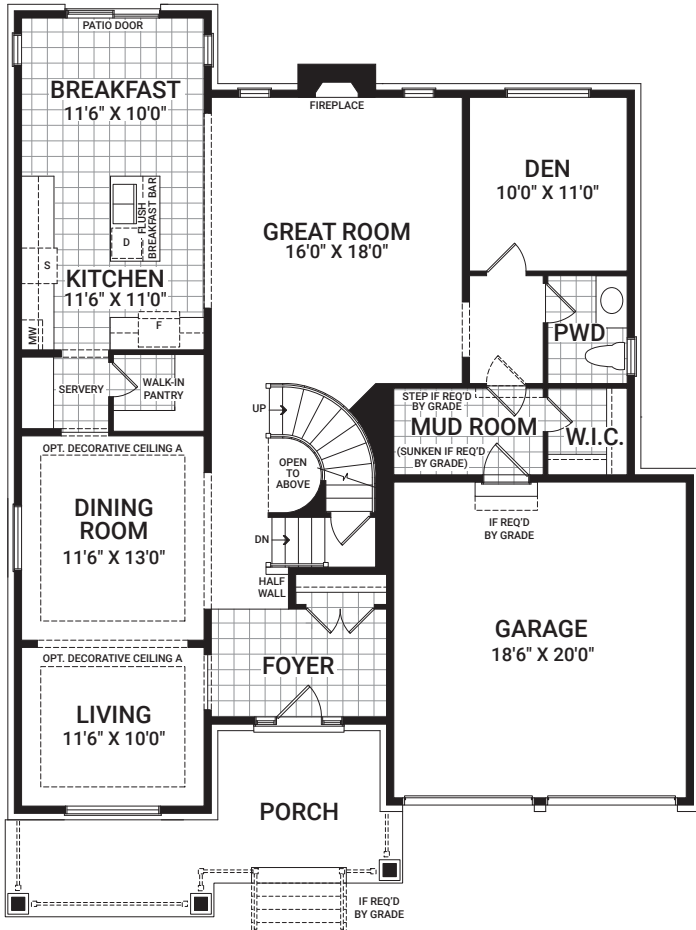 PATIO DOOR
BREAKFAST
11'6" X 10'0"
FIREPLACE
DEN
10'0" X 11'0"
GREAT ROOM
16'0" X 18'0"
FLUSH
BREAKFAST BAR
D
S
KITCHEN
11'6" X 11'0"
MW
F
PWD
SERVERY
WALK-IN
PANTRY
UP
STEP IF REQ'D
BY GRADE
MUD ROOM
(SUNKEN IF REQ'D
BY GRADE)
W.I.C.
OPT. DECORATIVE CEILING A
OPEN
TO
ABOVE
DINING
ROOM
11'6" X 13'0"
DN
IF REQ'D
BY GRADE
HALF
WALL
GARAGE
18'6" X 20'0"
OPT. DECORATIVE CEILING A
FOYER
LIVING
11'6" X 10'0"
PORCH
IF REQ'D
BY GRADE